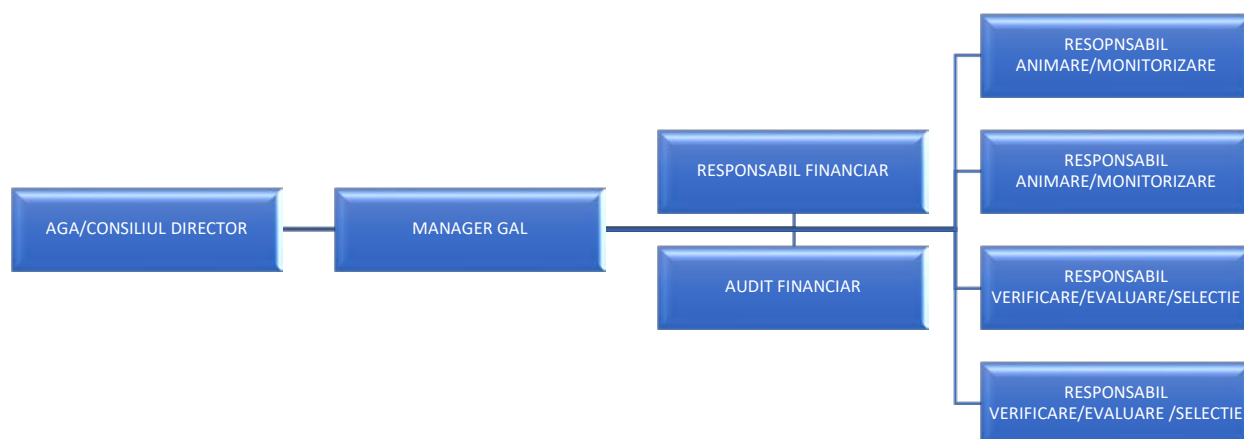 AGA/CONSILIUL DIRECTOR
MANAGER GAL
RESPONSABIL FINANCIAR
AUDIT FINANCIAR
RESOPNSABIL
ANIMARE/MONITORIZARE
RESPONSABIL
ANIMARE/MONITORIZARE
RESPONSABIL
VERIFICARE/EVALUARE/SELECTIE
RESPONSABIL
VERIFICARE/EVALUARE /SELECTIE